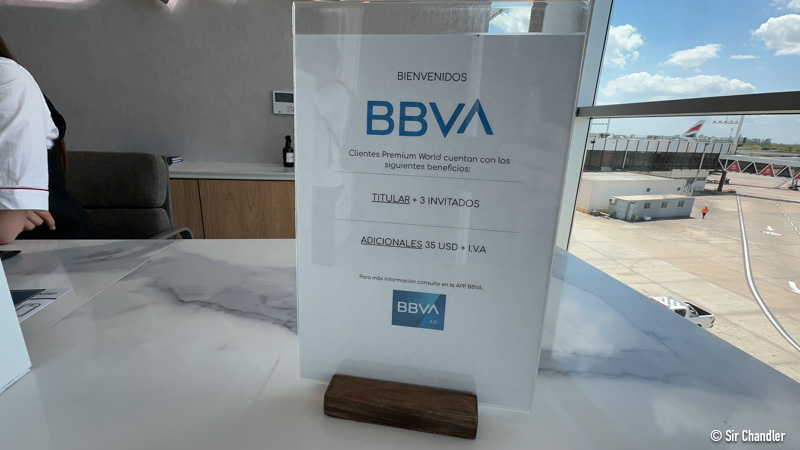 BIENVENIDOS
BBVA
Clientes Premium World cuentan con los
siguientes beneficios:
TITULAR + 3 INVITADOS
ADICIONALES 35 USD + I.V.A
Para más información consulte en la APP BBVA.
BBVA
AR
© Sir Chandler